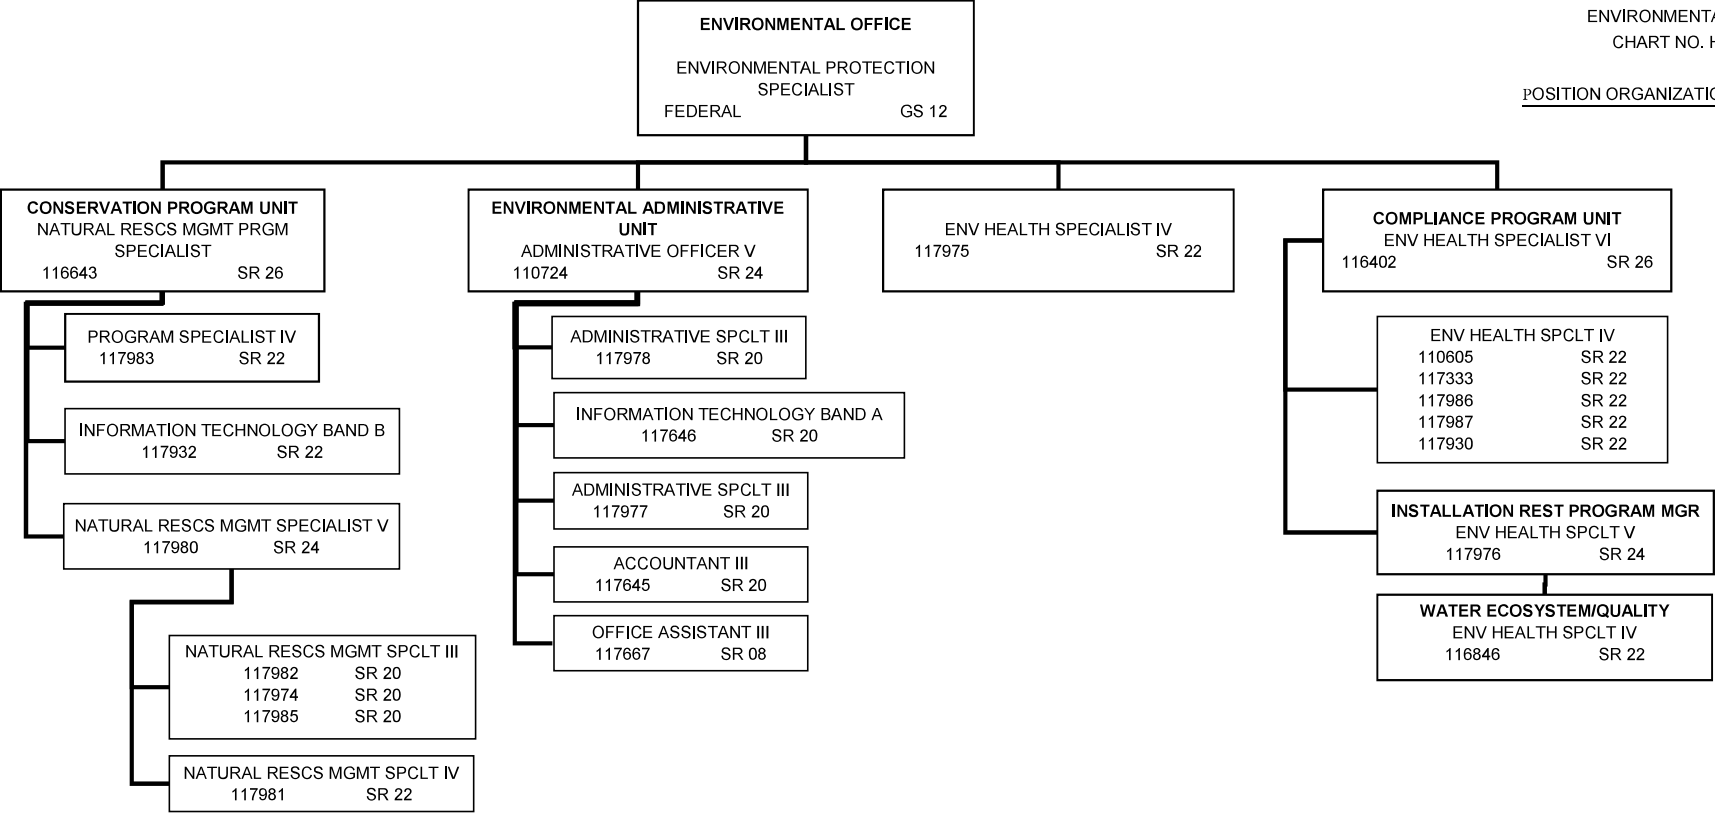 ENVIRONMENTAL OFFICE
ENVIRONMENTAL PROTECTION
SPECIALIST
FEDERAL GS 12
CHART NO.
POSITION
CONSERVATION PROGRAM UNIT
NATURAL RESCS MGMT PRGM
SPECIALIST
116643 SR 26
PROGRAM SPECIALIST IV
117983 SR 22
INFORMATION TECHNOLOGY BAND B
117932 SR 22
NATURAL RESCS MGMT SPECIALIST V
117980 SR 24
NATURAL RESCS MGMT SPCLT III
117982 SR 20
117974 SR 20
117985 SR 20
NATURAL RESCS MGMT SPCLT IV
117981 SR 22
ENVIRONMENTAL ADMINISTRATIVE
UNIT
ADMINISTRATIVE OFFICER V
110724 SR 24
ADMINISTRATIVE SPCLT III
117978 SR 20
INFORMATION TECHNOLOGY BAND A
117646 SR 20
ADMINISTRATIVE SPCLT III
117977 SR 20
ACCOUNTANT III
117645 SR 20
OFFICE ASSISTANT III
117667 SR 08
ENV HEALTH SPECIALIST IV
117975 SR 22
COMPLIANCE PROGRAM UNIT
ENV HEALTH SPECIALIST VI
116402 SR 26
ENV HEALTH SPCLT IV
110605 SR 22
117333 SR 22
117986 SR 22
117987 SR 22
117930 SR 22
INSTALLATION REST PROGRAM MGR
ENV HEALTH SPCLT V
117976 SR 24
WATER ECOSYSTEM/QUALITY
ENV HEALTH SPCLT IV
116846 SR 22